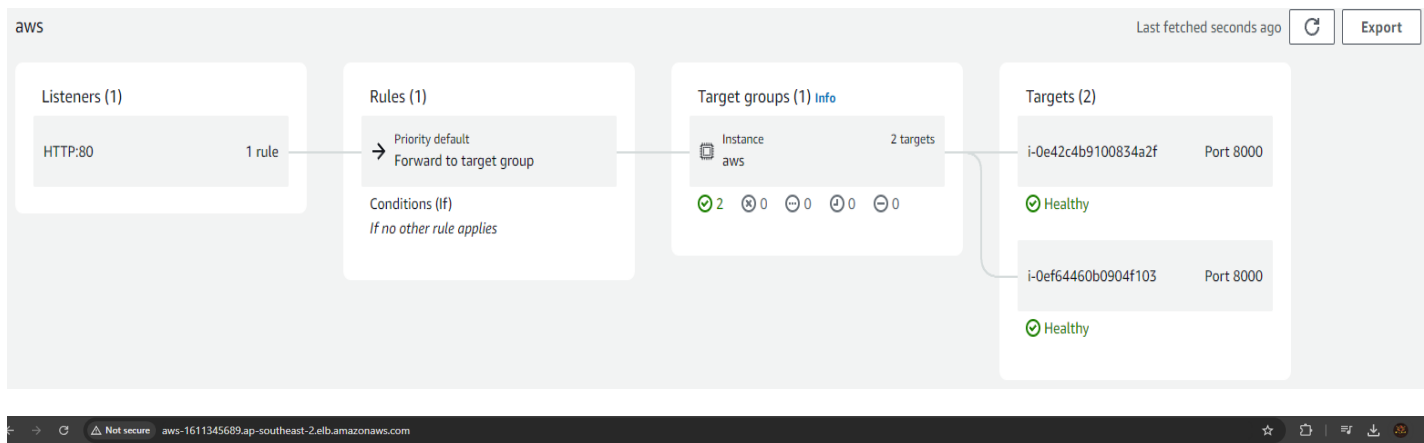 aws
Last fetched seconds ago
Export
Listeners (1)
HTTP:80 1 rule
Rules (1)
Priority default
Forward to target group
Conditions (If)
If no other rule applies
Target groups (1) Info
Instance 2 targets
aws
2 0 0 0 0
Targets (2)
i-0e42c4b9100834a2f Port 8000
Healthy
i-0ef64460b0904f103 Port 8000
Healthy
Not secure aws-1611345689.ap-southeast-2.elb.amazonaws.com